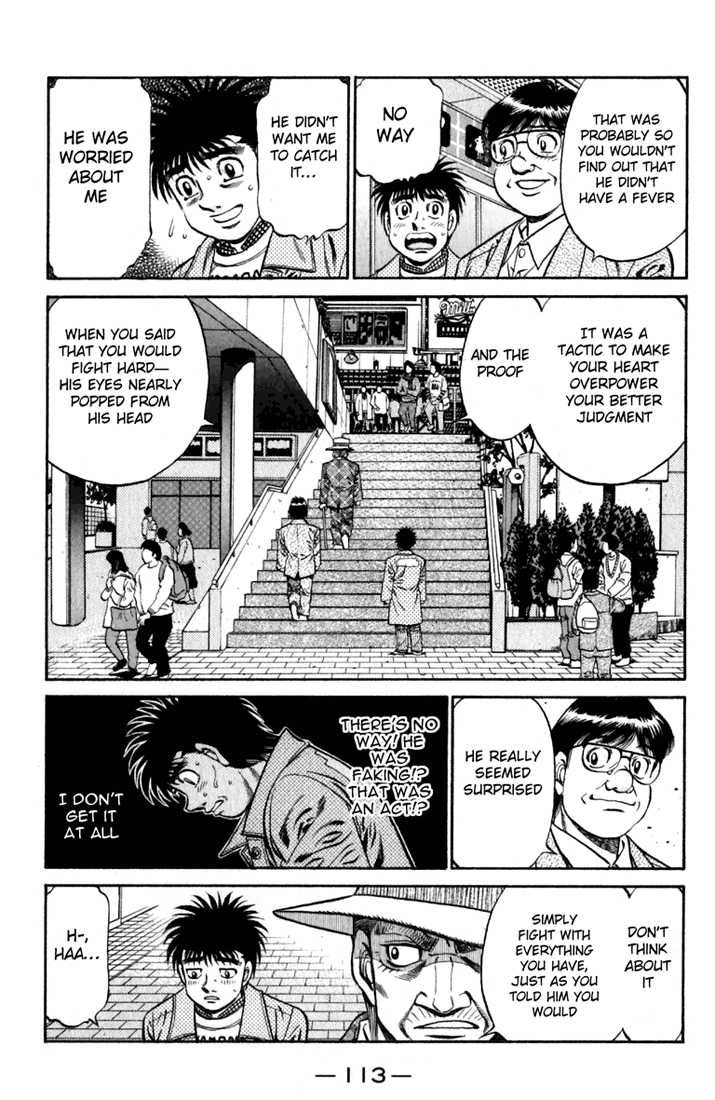 THAT WAS
PROBABLY SO
YOU WOULDN'T
FIND OUT THAT
HE DIDN'T
HAVE A FEVER
NO
WAY
HE DIDN'T
WANT ME
TO CATCH
IT...
HE WAS
WORRIED
ABOUT
ME
IT WAS A
TACTIC TO MAKE
YOUR HEART
OVERPOWER
YOUR BETTER
JUDGMENT
AND THE
PROOF
WHEN YOU SAID
THAT YOU WOULD
FIGHT HARD—
HIS EYES NEARLY
POPPED FROM
HIS HEAD
HE REALLY
SEEMED
SURPRISED
THERE'S NO
WAY! HE
WAS
FAKING!?
THAT WAS
AN ACT!?
I DON'T
GET IT
AT ALL
DON'T
THINK
ABOUT
IT
SIMPLY
FIGHT WITH
EVERYTHING
YOU HAVE,
JUST AS YOU
TOLD HIM YOU
WOULD
H-,
HAA...
—113—